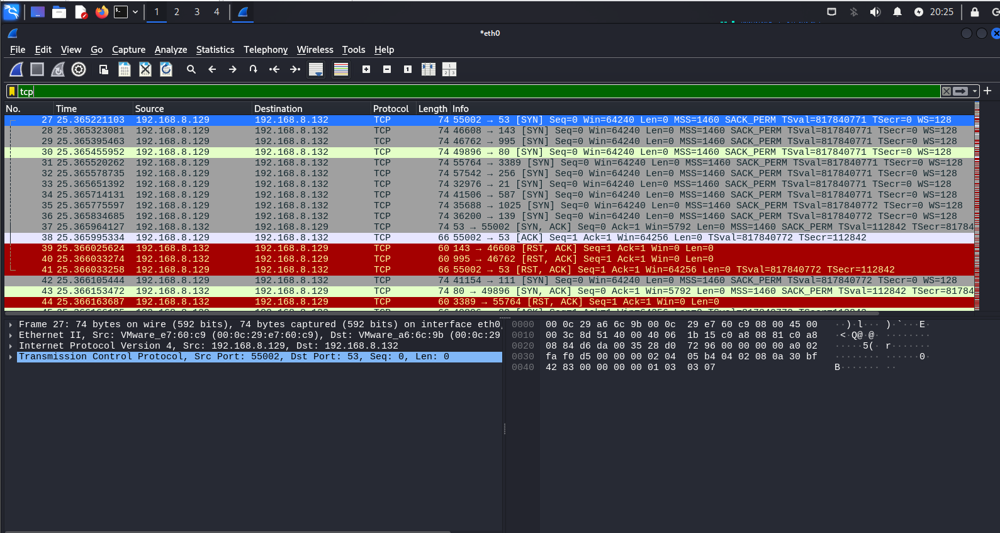 1 2 3 4 20:25
*eth0
File Edit View Go Capture Analyze Statistics Telephony Wireless Tools Help
tcp
No. Time Source Destination Protocol Length Info
27 25.365221103 192.168.8.129 192.168.8.132 TCP 74 55002 → 53 [SYN] Seq=0 Win=64240 Len=0 MSS=1460 SACK_PERM TSval=817840771 TSecr=0 WS=128
28 25.365323081 192.168.8.129 192.168.8.132 TCP 74 46608 → 143 [SYN] Seq=0 Win=64240 Len=0 MSS=1460 SACK_PERM TSval=817840771 TSecr=0 WS=128
29 25.365395463 192.168.8.129 192.168.8.132 TCP 74 46762 → 995 [SYN] Seq=0 Win=64240 Len=0 MSS=1460 SACK_PERM TSval=817840771 TSecr=0 WS=128
30 25.365455952 192.168.8.129 192.168.8.132 TCP 74 49896 → 80 [SYN] Seq=0 Win=64240 Len=0 MSS=1460 SACK_PERM TSval=817840771 TSecr=0 WS=128
31 25.365520262 192.168.8.129 192.168.8.132 TCP 74 55764 → 3389 [SYN] Seq=0 Win=64240 Len=0 MSS=1460 SACK_PERM TSval=817840771 TSecr=0 WS=128
32 25.365578735 192.168.8.129 192.168.8.132 TCP 74 57542 → 256 [SYN] Seq=0 Win=64240 Len=0 MSS=1460 SACK_PERM TSval=817840771 TSecr=0 WS=128
33 25.365651392 192.168.8.129 192.168.8.132 TCP 74 32976 → 21 [SYN] Seq=0 Win=64240 Len=0 MSS=1460 SACK_PERM TSval=817840771 TSecr=0 WS=128
34 25.365714131 192.168.8.129 192.168.8.132 TCP 74 41506 → 587 [SYN] Seq=0 Win=64240 Len=0 MSS=1460 SACK_PERM TSval=817840771 TSecr=0 WS=128
35 25.365775597 192.168.8.129 192.168.8.132 TCP 74 35688 → 1025 [SYN] Seq=0 Win=64240 Len=0 MSS=1460 SACK_PERM TSval=817840772 TSecr=0 WS=128
36 25.365834685 192.168.8.129 192.168.8.132 TCP 74 36200 → 139 [SYN] Seq=0 Win=64240 Len=0 MSS=1460 SACK_PERM TSval=817840772 TSecr=0 WS=128
37 25.365964127 192.168.8.132 192.168.8.129 TCP 74 53 → 55002 [SYN, ACK] Seq=0 Ack=1 Win=5792 Len=0 MSS=1460 SACK_PERM TSval=112842 TSecr=81784
38 25.365995334 192.168.8.129 192.168.8.132 TCP 66 55002 → 53 [ACK] Seq=1 Ack=1 Win=64256 Len=0 TSval=817840772 TSecr=112842
39 25.366025624 192.168.8.132 192.168.8.129 TCP 60 143 → 46608 [RST, ACK] Seq=1 Ack=1 Win=0 Len=0
40 25.366033274 192.168.8.132 192.168.8.129 TCP 60 995 → 46762 [RST, ACK] Seq=1 Ack=1 Win=0 Len=0
41 25.366033258 192.168.8.129 192.168.8.132 TCP 66 55002 → 53 [RST, ACK] Seq=1 Ack=1 Win=64256 Len=0 TSval=817840772 TSecr=112842
42 25.366105444 192.168.8.129 192.168.8.132 TCP 74 41154 → 111 [SYN] Seq=0 Win=64240 Len=0 MSS=1460 SACK_PERM TSval=817840772 TSecr=0 WS=128
43 25.366153472 192.168.8.132 192.168.8.129 TCP 74 80 → 49896 [SYN, ACK] Seq=0 Ack=1 Win=5792 Len=0 MSS=1460 SACK_PERM TSval=112842 TSecr=81784
44 25.366163687 192.168.8.132 192.168.8.129 TCP 60 3389 → 55764 [RST, ACK] Seq=1 Ack=1 Win=0 Len=0
Frame 27: 74 bytes on wire (592 bits), 74 bytes captured (592 bits) on interface eth0,
Ethernet II, Src: VMware_e7:60:c9 (00:0c:29:e7:60:c9), Dst: VMware_a6:6c:9b (00:0c:29
Internet Protocol Version 4, Src: 192.168.8.129, Dst: 192.168.8.132
Transmission Control Protocol, Src Port: 55002, Dst Port: 53, Seq: 0, Len: 0
0000 00 0c 29 a6 6c 9b 00 0c 29 e7 60 c9 08 00 45 00 ··)·l··· )·`···E·
0010 00 3c 8d 51 40 00 40 06 1b 15 c0 a8 08 81 c0 a8 ·<·Q@·@· ········
0020 08 84 d6 da 00 35 28 d0 72 96 00 00 00 00 a0 02 ·····5(· r·······
0030 fa f0 d5 00 00 00 02 04 05 b4 04 02 08 0a 30 bf ········ ······0·
0040 42 83 00 00 00 00 01 03 03 07 B······· ··